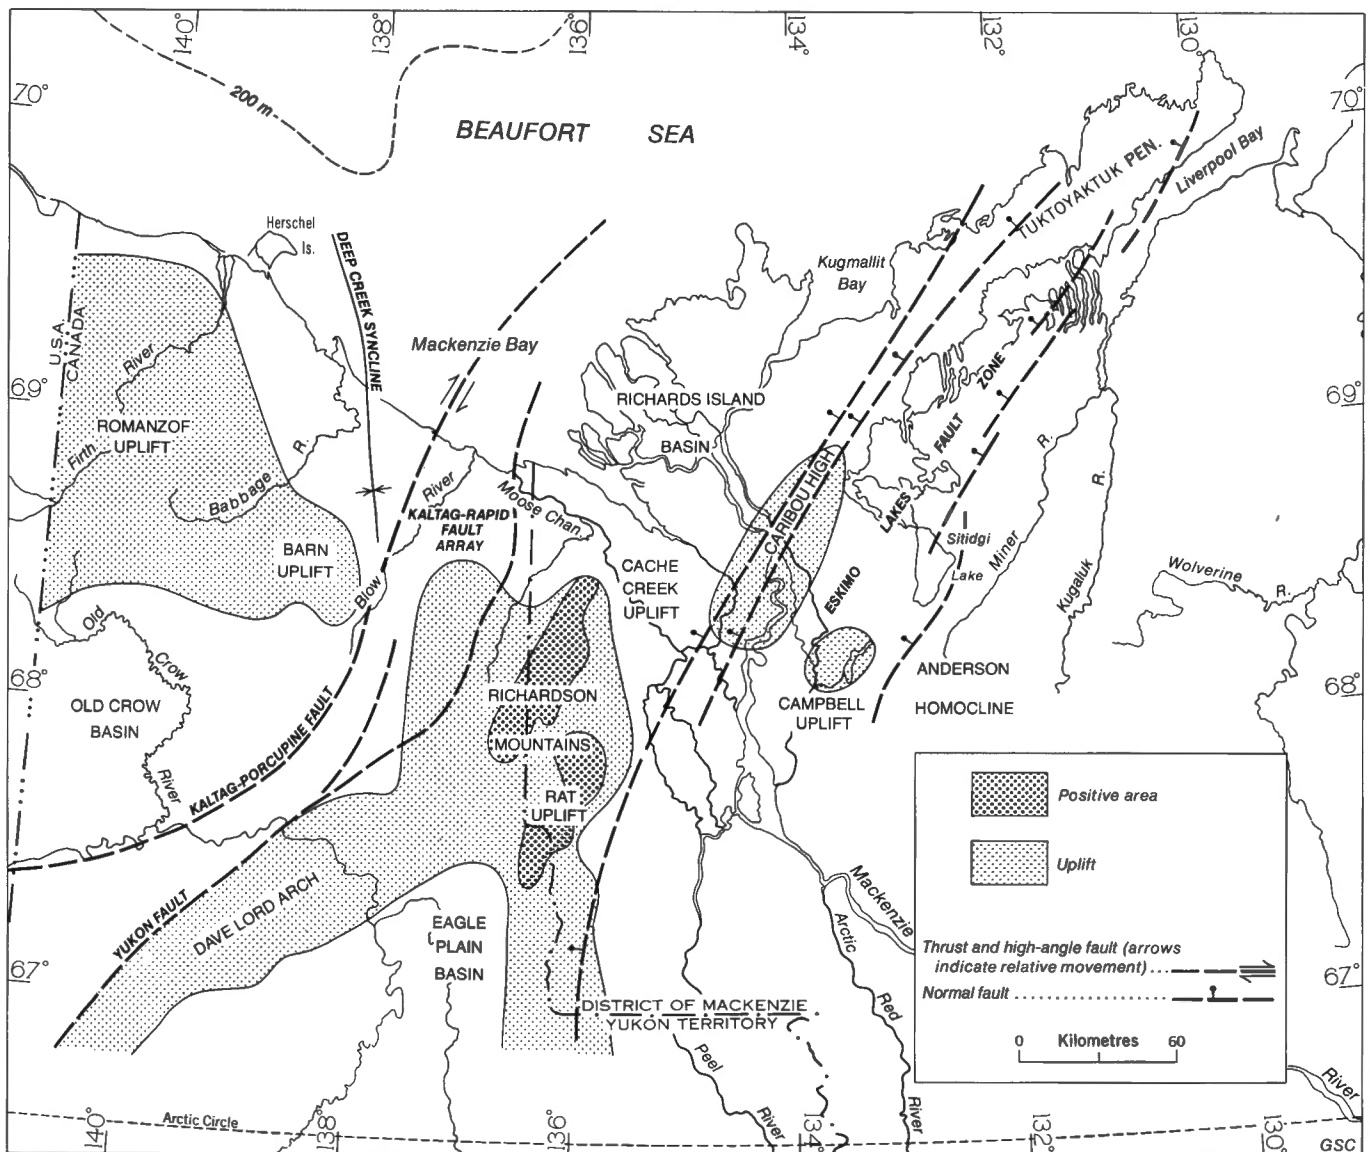 140°
138°
136°
134°
132°
130°
70°
200 m
BEAUFORT SEA
70°
TUKTOYAKTUK PEN.
Liverpool Bay
Herschel
Is.
DEEP CREEK SYNCLINE
Kugmallit
Bay
U.S.A.
CANADA
River
Mackenzie Bay
69°
69°
ZONE
RICHARDS ISLAND
BASIN
ROMANZOF
UPLIFT
Firth
R.
FAULT
R.
R.
Babbage
River
Moose Chan.
CARIBOU HIGH
LAKES
KALTAG-RAPID
FAULT
ARRAY
Sitidgi
Lake
Miner
BARN
UPLIFT
Blow
CACHE
CREEK
UPLIFT
ESKIMO
Kugaluk
Wolverine
R.
Old
Crow
River
68°
OLD CROW
BASIN
RICHARDSON
MOUNTAINS
ANDERSON
HOMOCLINE
68°
CAMPBELL
UPLIFT
KALTAG-PORCUPINE FAULT
RAT
UPLIFT
Positive area
Uplift
YUKON FAULT
DAVE LORD ARCH
EAGLE
PLAIN
BASIN
Mackenzie
Arctic
Red
River
67°
Thrust and high-angle fault (arrows
indicate relative movement)...
Normal fault ......................
67°
DISTRICT OF MACKENZIE
YUKON TERRITORY
0 Kilometres 60
Peel
River
River
Arctic Circle
140°
138°
136°
134°
132°
130°
GSC